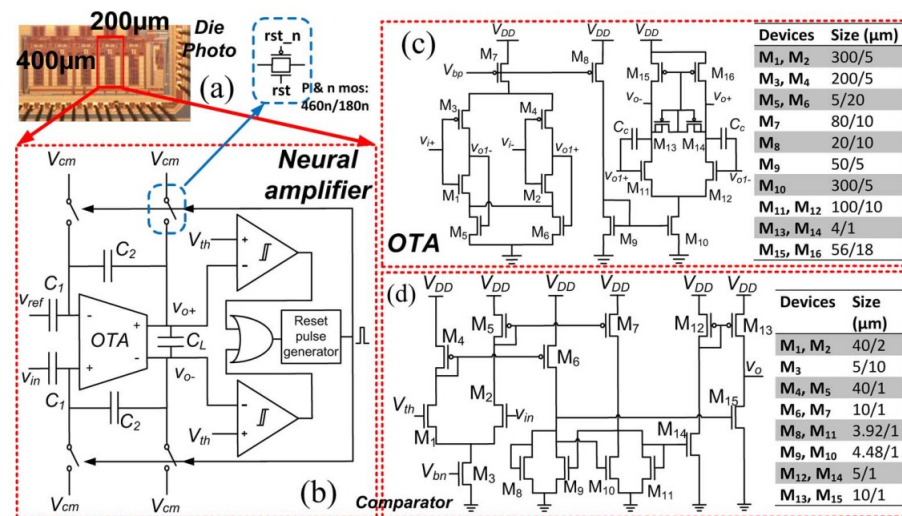 200μm
400μm
Die
Photo
(a)
rst_n
rst
P& n mos:
460n/180n
Vcm
Vcm
Neural
amplifier
C2
C1
Vth
+
-
vref
-
OTA
+
vo+
+
-
CL
Reset
pulse
generator
vin
vo-
C1
C2
-
Vth
+
Vcm
Vcm
(b)
(c)
VDD
VDD
VDD
M7
M8
M15
M16
Vbp
vo-
vo+
M3
M4
Cc
Cc
vi+
vo1-
vi-
vo1+
M13
M14
vo1+
vo1-
M1
M2
M11
M12
M5
M6
M9
M10
OTA
Devices Size (μm)
M1, M2 300/5
M3, M4 200/5
M5, M6 5/20
M7 80/10
M8 20/10
M9 50/5
M10 300/5
M11, M12 100/10
M13, M14 4/1
M15, M16 56/18
(d)
VDD
VDD
VDD
VDD
VDD
VDD
M5
M7
M12
M13
M4
M6
vo
Vth
M2
vin
M15
M1
M14
Vbn
M3
M8
M9
M10
M11
Comparator
Devices Size
(μm)
M1, M2 40/2
M3 5/10
M4, M5 40/1
M6, M7 10/1
M8, M11 3.92/1
M9, M10 4.48/1
M12, M14 5/1
M13, M15 10/1